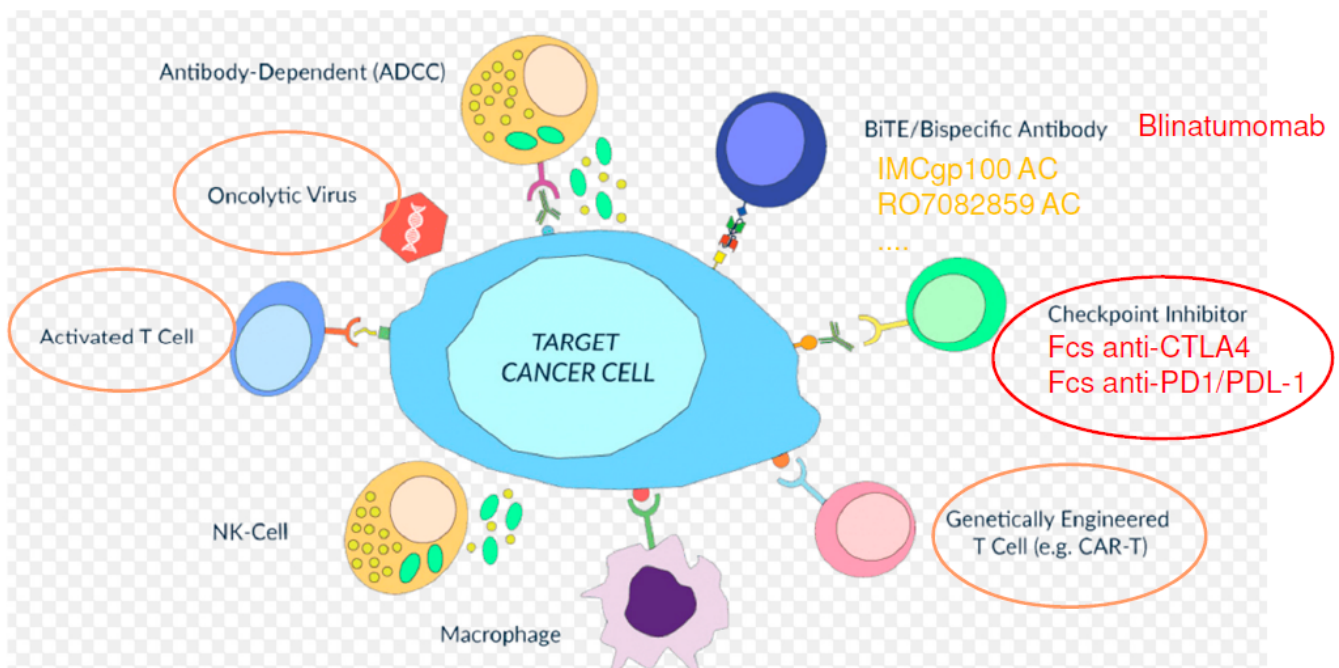 Antibody-Dependent (ADCC)
BiTE/Bispecific Antibody Blinatumomab
IMCgp100 AC
RO7082859 AC
....
Oncolytic Virus
Activated T Cell
TARGET
CANCER CELL
Checkpoint Inhibitor
Fcs anti-CTLA4
Fcs anti-PD1/PDL-1
NK-Cell
Genetically Engineered
T Cell (e.g. CAR-T)
Macrophage